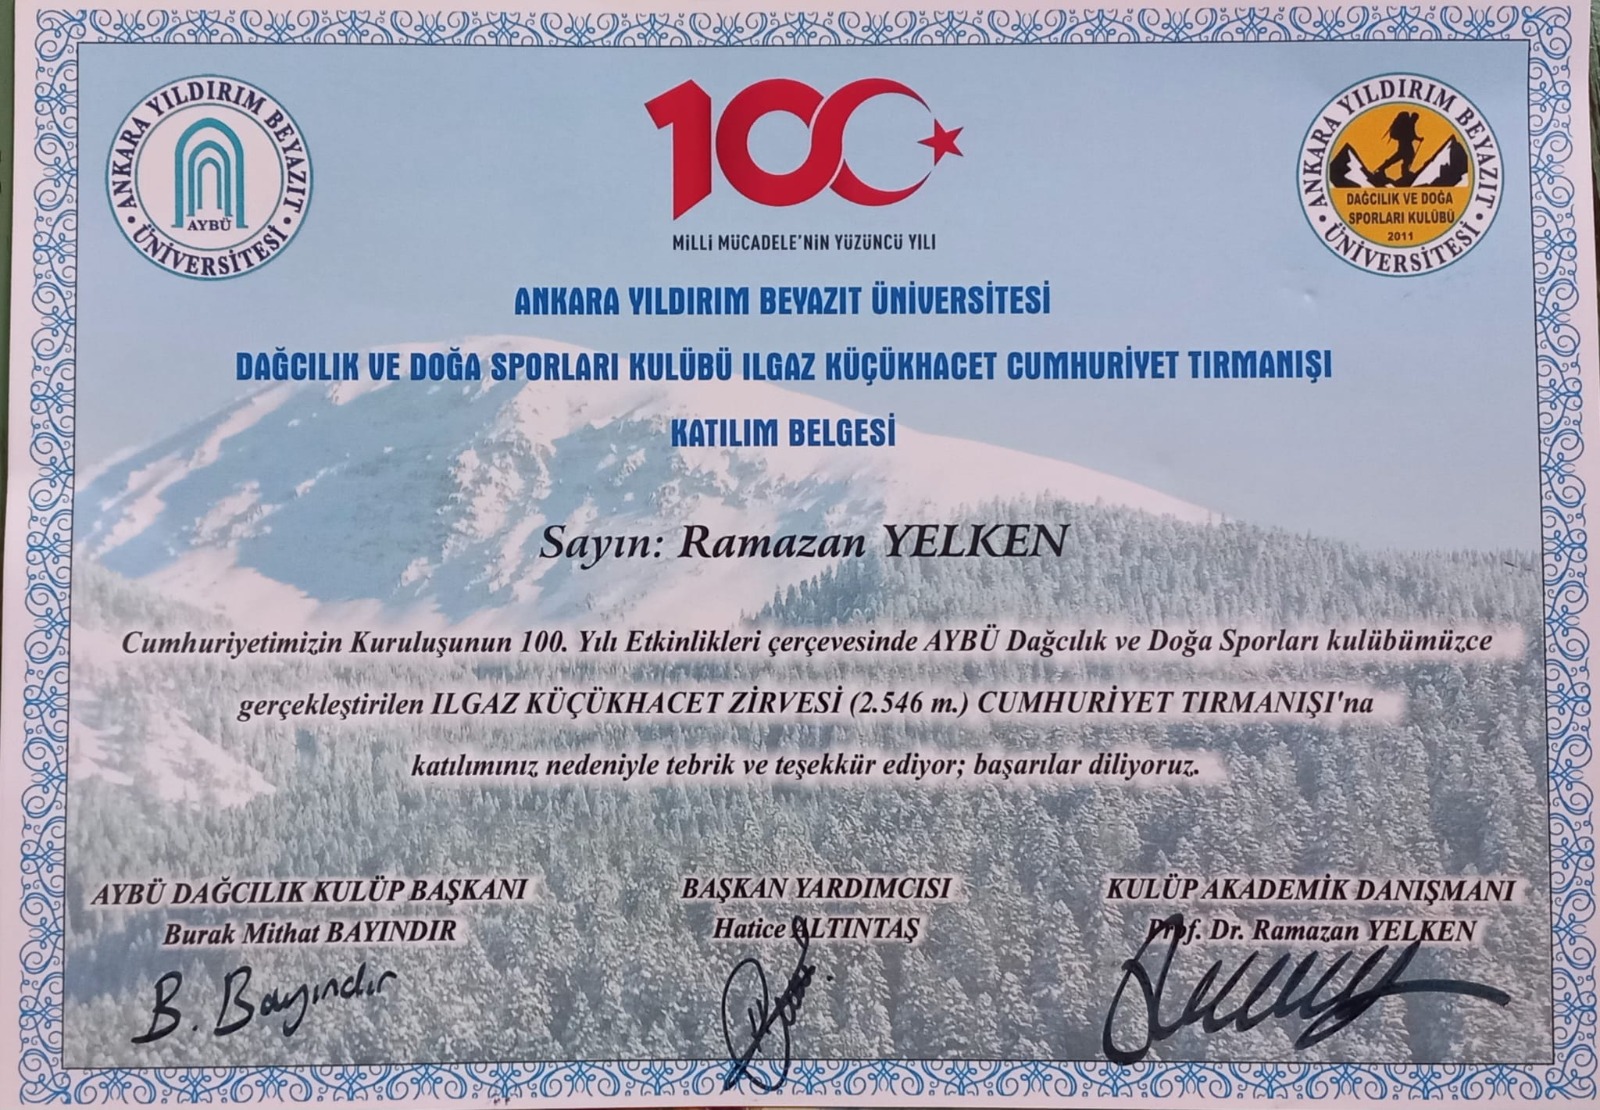 ANKARA YILDIRIM BEYAZIT
ÜNİVERSİTESİ
AYBÜ
100
MİLLİ MÜCADELE'NİN YÜZÜNCÜ YILI
ANKARA YILDIRIM BEYAZIT
ÜNİVERSİTESİ
DAĞCILIK VE DOĞA
SPORLARI KULÜBÜ
2011
ANKARA YILDIRIM BEYAZIT ÜNİVERSİTESİ
DAĞCILIK VE DOĞA SPORLARI KULÜBÜ ILGAZ KÜÇÜKHACET CUMHURİYET TIRMANIŞI
KATILIM BELGESİ
Sayın: Ramazan YELKEN
Cumhuriyetimizin Kuruluşunun 100. Yılı Etkinlikleri çerçevesinde AYBÜ Dağcılık ve Doğa Sporları kulübümüzce
gerçekleştirilen ILGAZ KÜÇÜKHACET ZİRVESİ (2.546 m.) CUMHURİYET TIRMANIŞI'na
katılımınız nedeniyle tebrik ve teşekkür ediyor; başarılar diliyoruz.
AYBÜ DAĞCILIK KULÜP BAŞKANI
Burak Mithat BAYINDIR
B. Bayındır
BAŞKAN YARDIMCISI
Hatice ALTINTAŞ
KULÜP AKADEMİK DANIŞMANI
Prof. Dr. Ramazan YELKEN